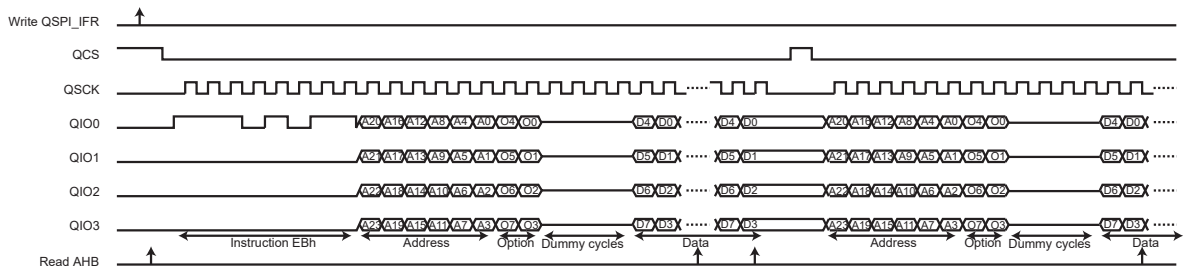 Write QSPI_IFR
QCS
QSCK
QIO0 A20 A16 A12 A8 A4 A0 O4 O0 D4 D0 D4 D0 A20 A16 A12 A8 A4 A0 O4 O0 D4 D0
QIO1 A21 A17 A13 A9 A5 A1 O5 O1 D5 D1 D5 D1 A21 A17 A13 A9 A5 A1 O5 O1 D5 D1
QIO2 A22 A18 A14 A10 A6 A2 O6 O2 D6 D2 D6 D2 A22 A18 A14 A10 A6 A2 O6 O2 D6 D2
QIO3 A23 A19 A15 A11 A7 A3 O7 O3 D7 D3 D7 D3 A23 A19 A15 A11 A7 A3 O7 O3 D7 D3
Instruction EBh Address Option Dummy cycles Data Address Option Dummy cycles Data
Read AHB